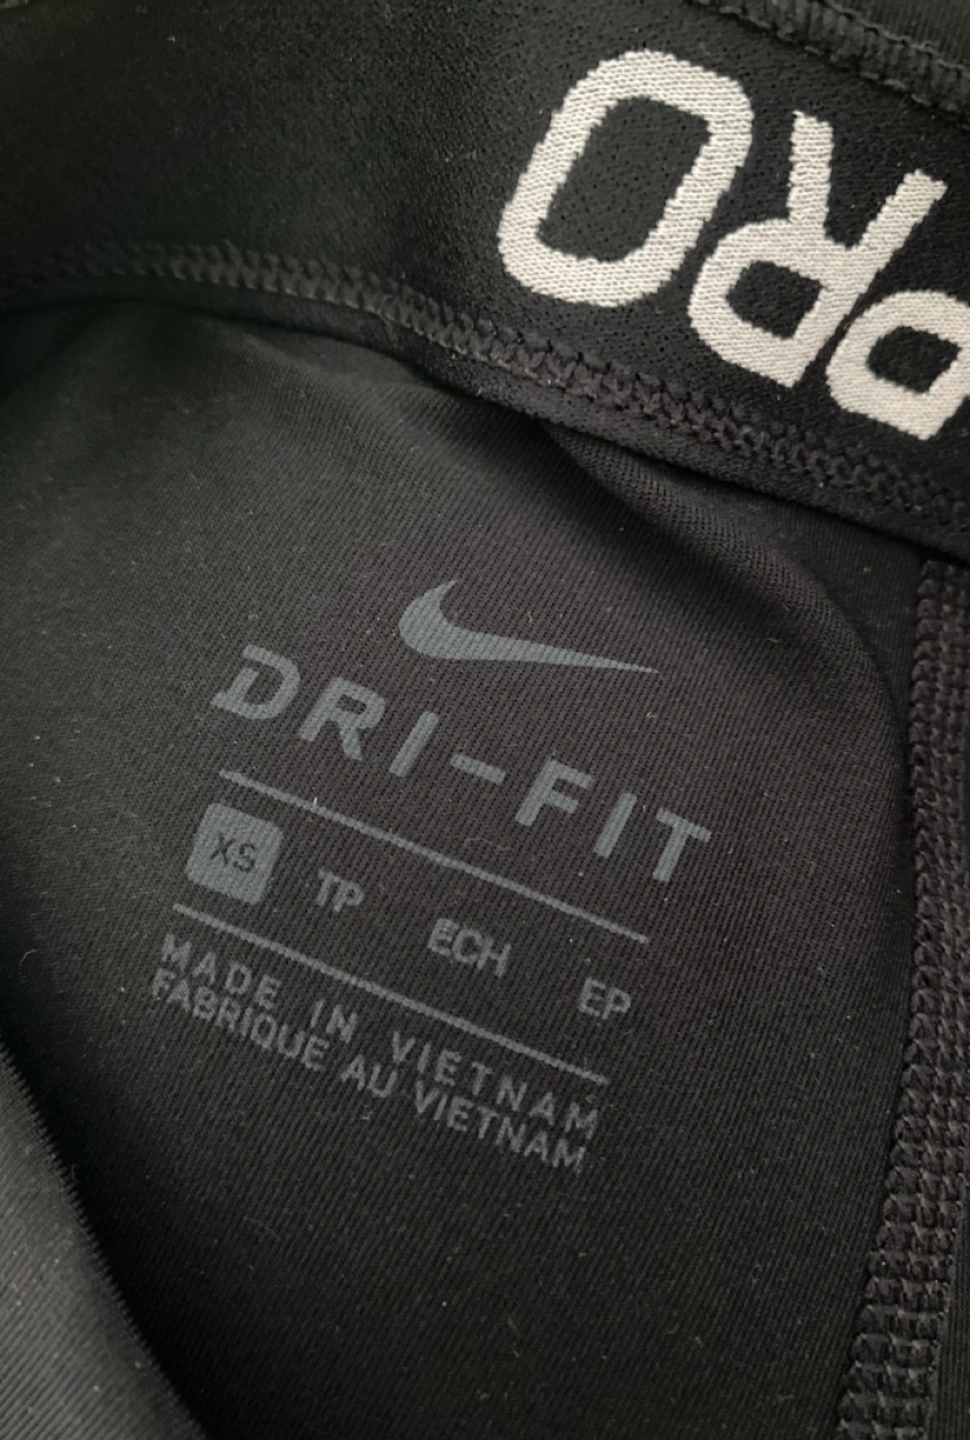 PRO
DRI-FIT
XS TP ECH EP
MADE IN VIETNAM
FABRIQUE AU VIETNAM